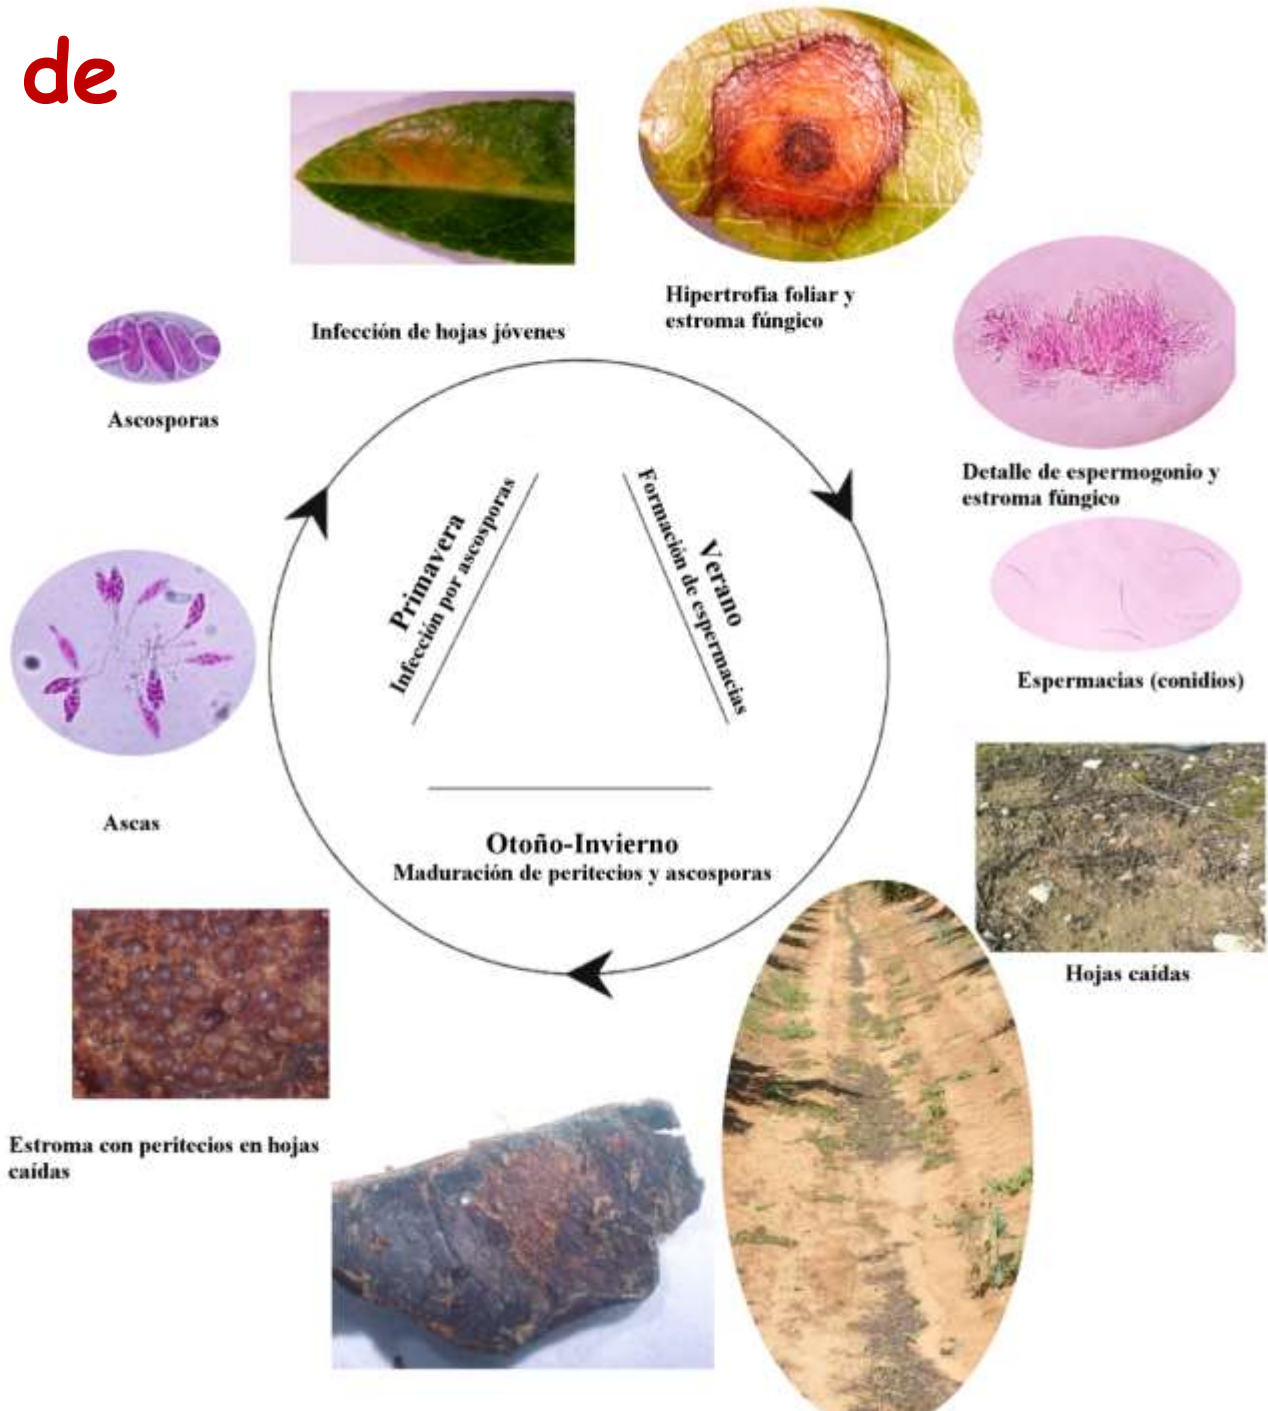 de
Infección de hojas jóvenes
Hipertrofia foliar y
estroma fúngico
Ascosporas
Detalle de espermogonio y
estroma fúngico
Primavera
Infección por ascosporas
Verano
Formación de espermacias
Espermacias (conidios)
Ascas
Otoño-Invierno
Maduración de peritecios y ascosporas
Hojas caídas
Estroma con peritecios en hojas
caídas